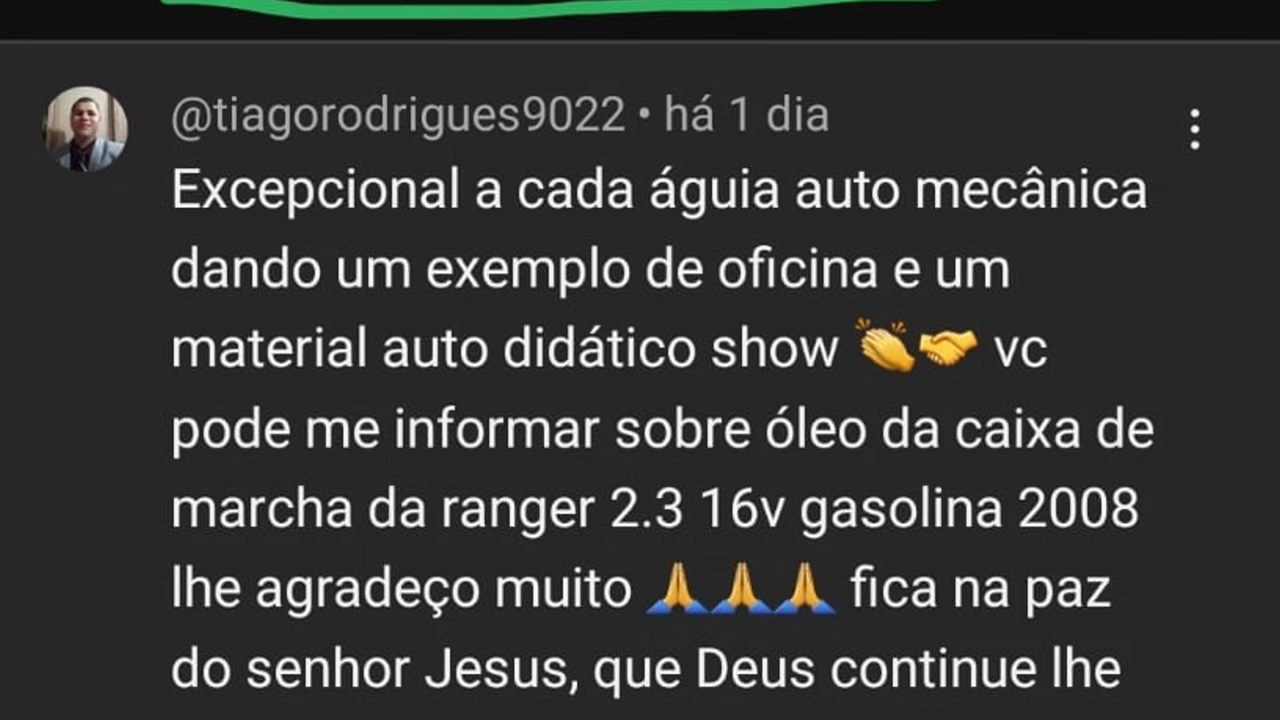 @tiagorodrigues9022 • há 1 dia
Excepcional a cada águia auto mecânica
dando um exemplo de oficina e um
material auto didático show 👏🤝 vc
pode me informar sobre óleo da caixa de
marcha da ranger 2.3 16v gasolina 2008
lhe agradeço muito 🙏🙏🙏 fica na paz
do senhor Jesus, que Deus continue lhe